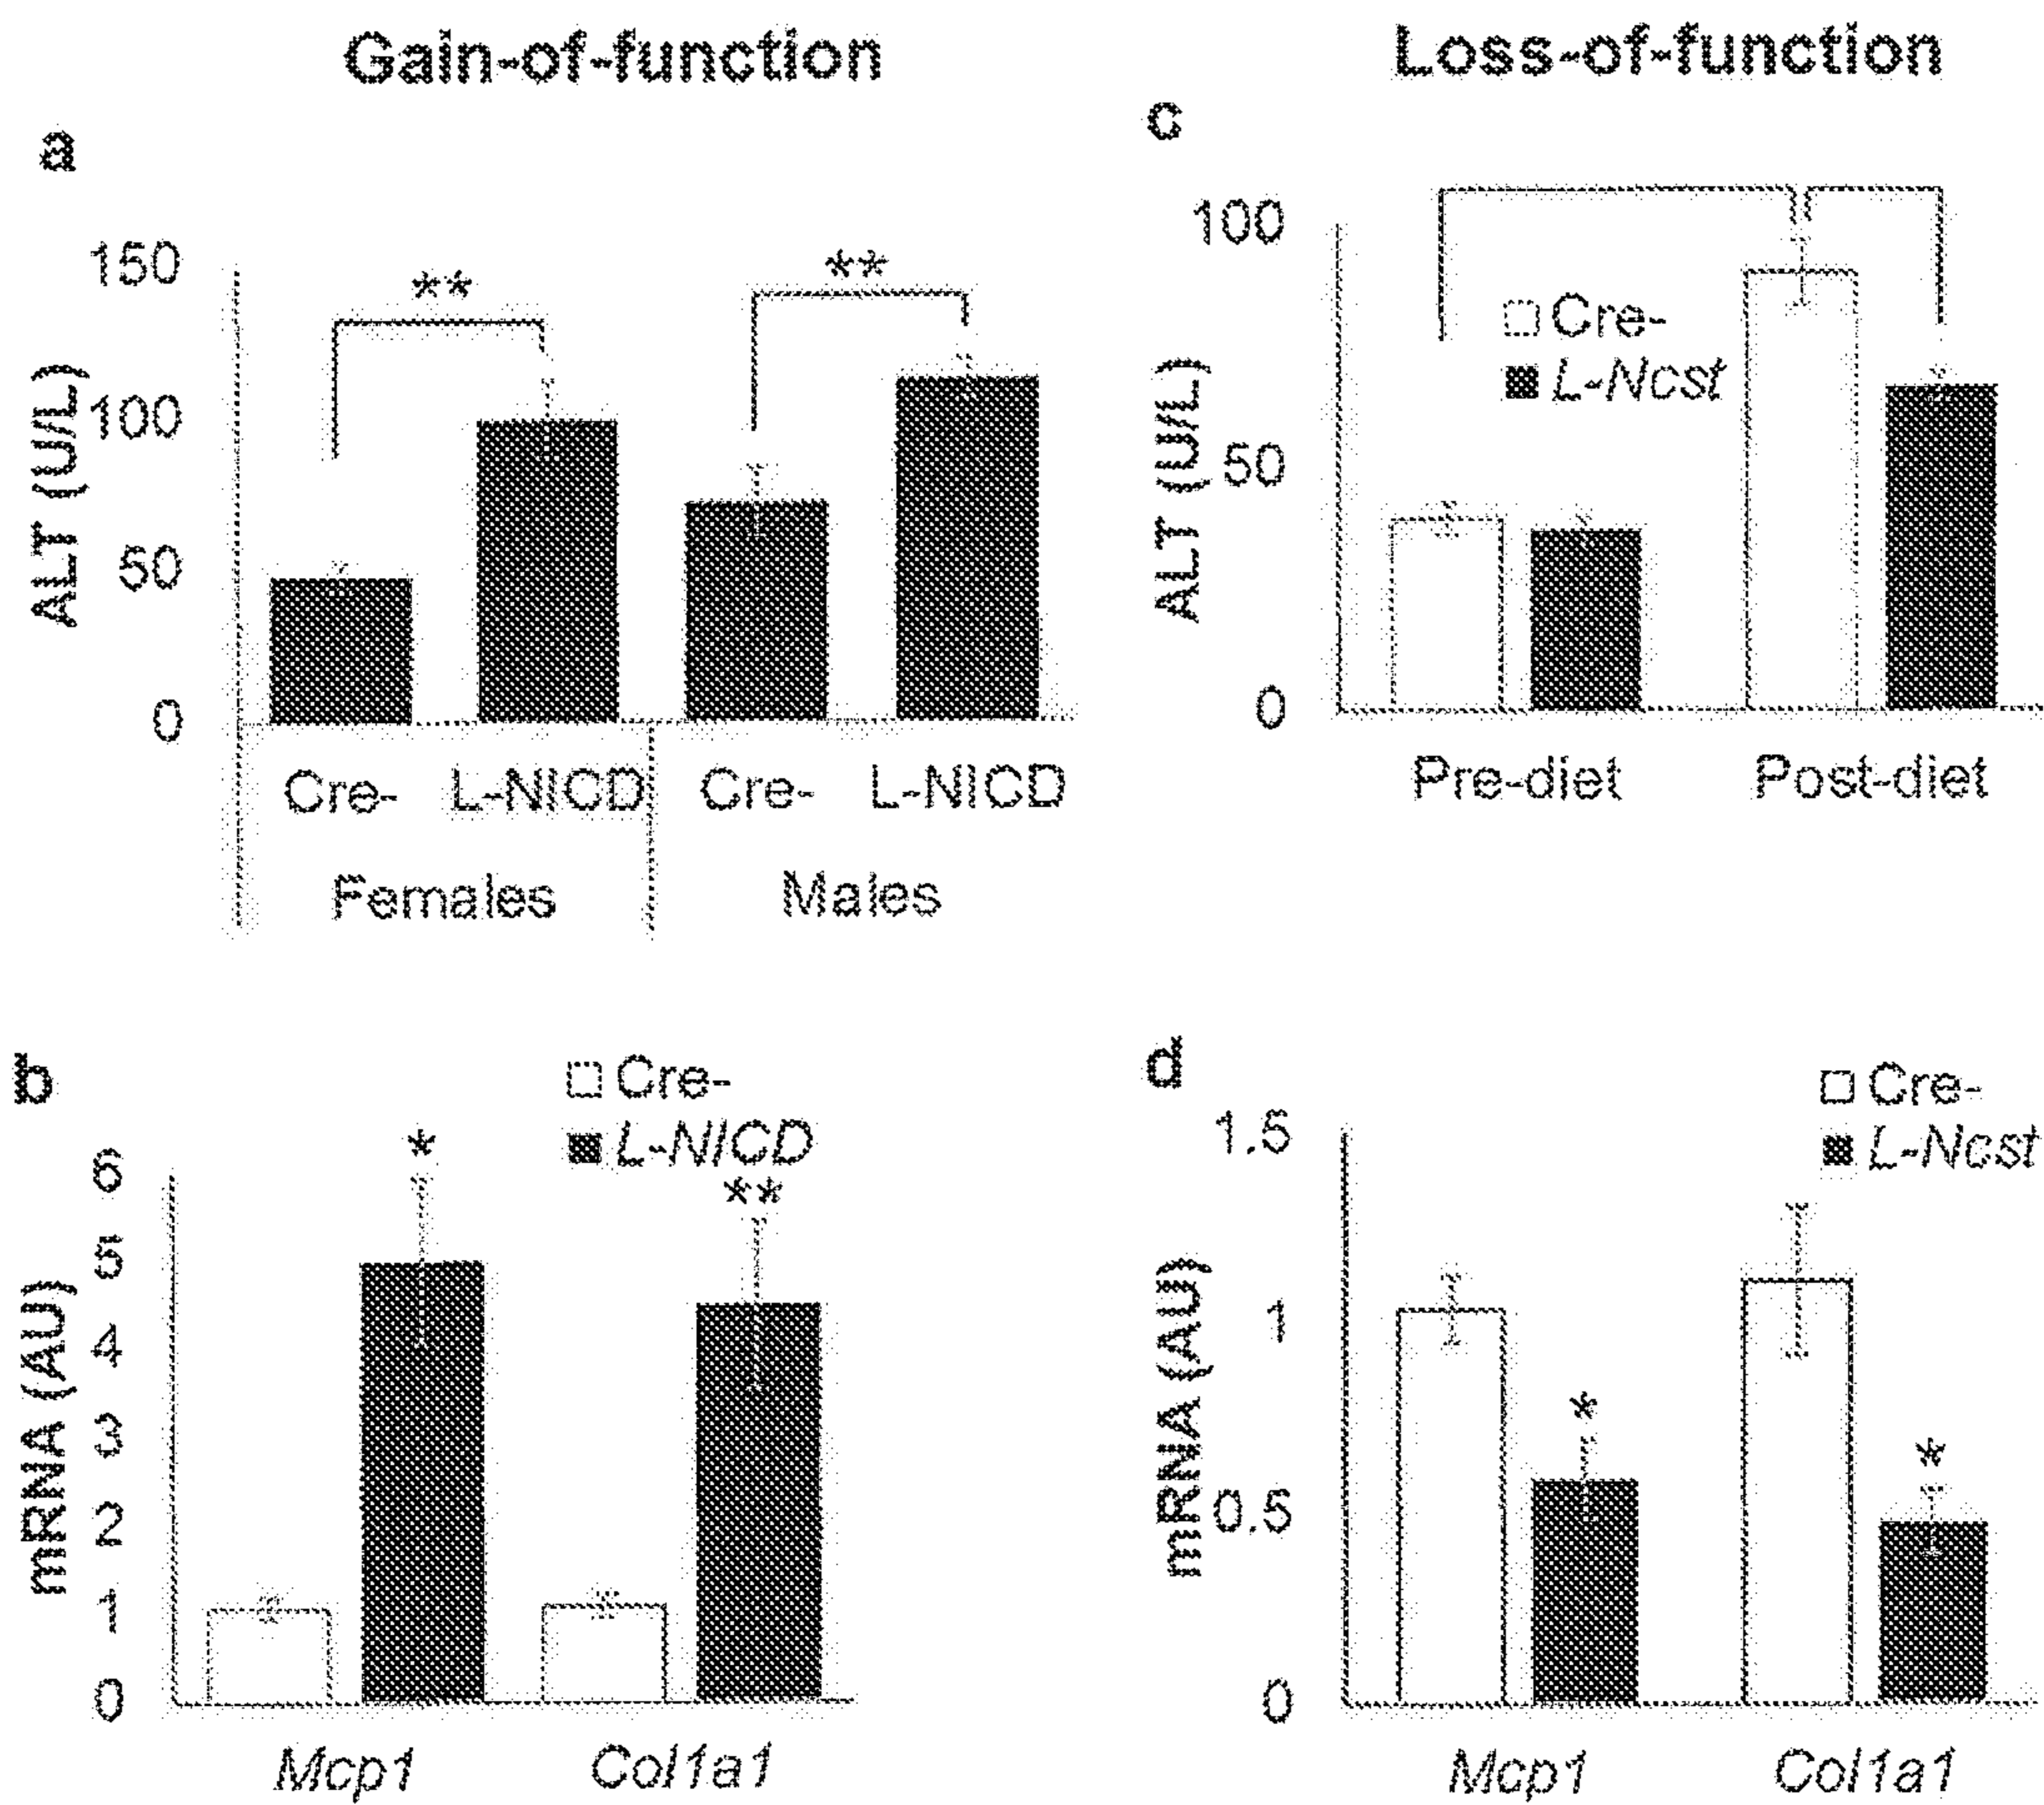 Gain-of-function
Loss-of-function
a
150
100
50
0
ALT (U/L)
**
**
Cre- L-NICD Cre- L-NICD
Females Males
c
100
50
0
ALT (U/L)
Cre-
L-Ncst
Pre-diet Post-diet
b
6
5
4
3
2
1
0
mRNA (AU)
Cre-
L-NICD
*
**
Mcp1 Col1a1
d
1.5
1
0.5
0
mRNA (AU)
Cre-
L-Ncst
*
*
Mcp1 Col1a1